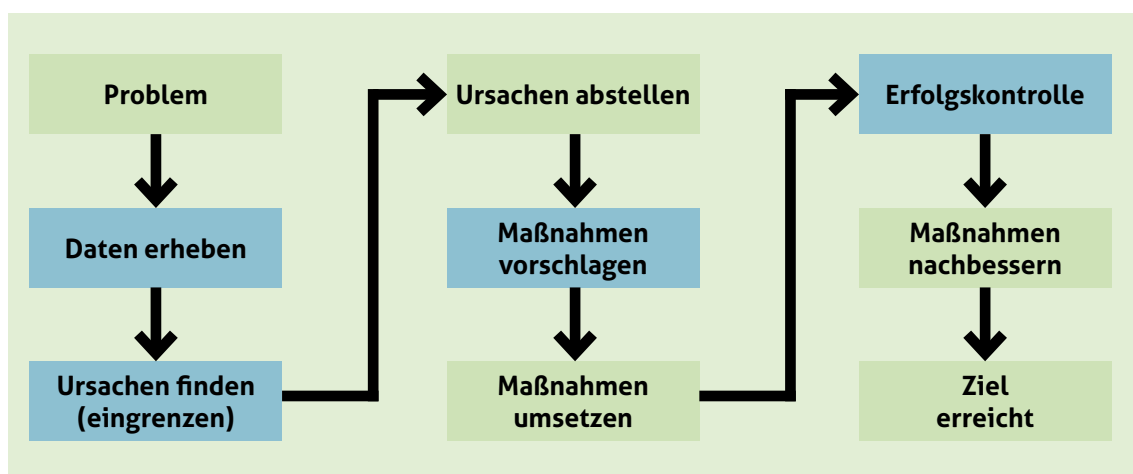 Problem
Daten erheben
Ursachen finden
(eingrenzen)
Ursachen abstellen
Maßnahmen
vorschlagen
Maßnahmen
umsetzen
Erfolgskontrolle
Maßnahmen
nachbessern
Ziel
erreicht